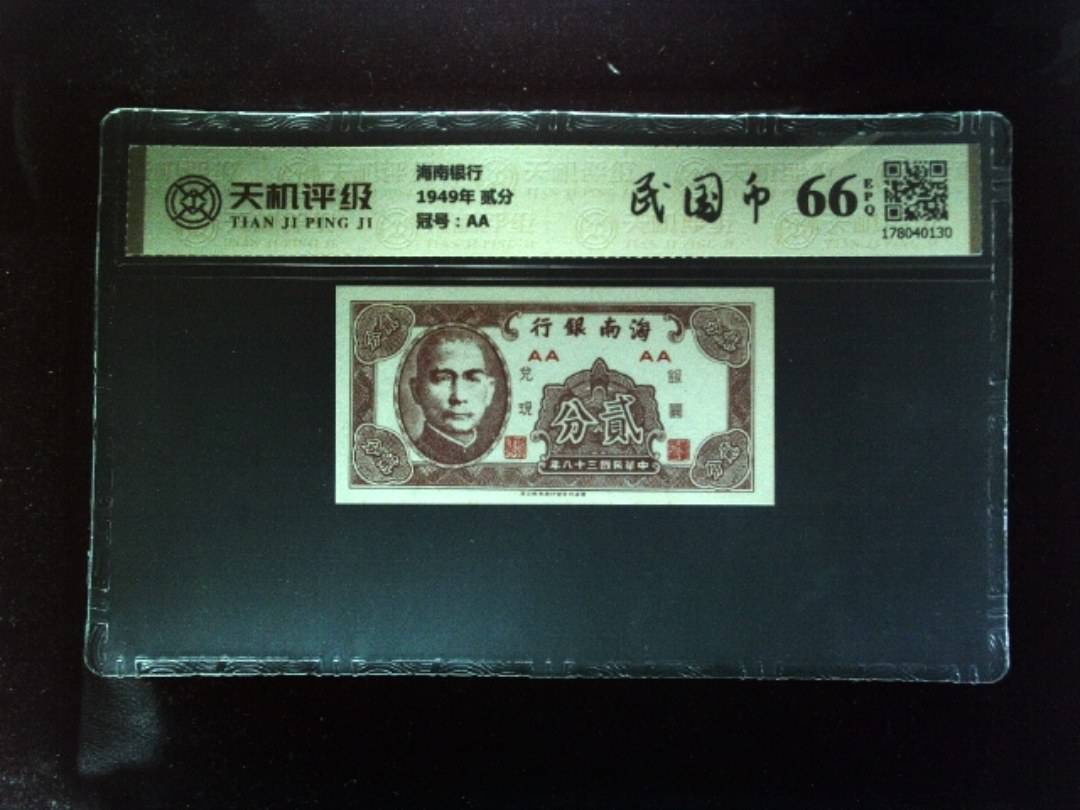 天机评级
TIAN JI PING JI
海南银行
1949年 贰分
冠号：AA
民国币 66 EPQ
178040130
行銀南海
AA AA
兌現
銀圓
分貳
年八十三國民華中